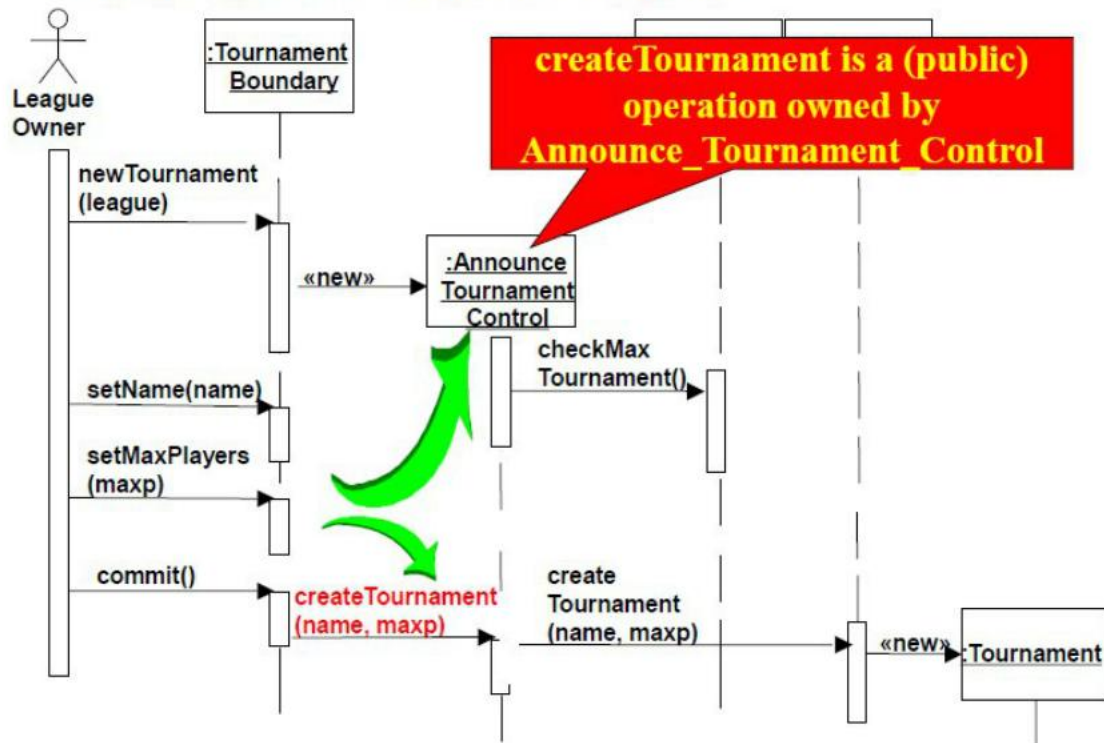 :Tournament
Boundary
createTournament is a (public)
operation owned by
Announce_Tournament_Control
League
Owner
newTournament
(league)
«new»
:Announce
Tournament
Control
checkMax
Tournament()
setName(name)
setMaxPlayers
(maxp)
commit()
createTournament
(name, maxp)
create
Tournament
(name, maxp)
«new»
:Tournament